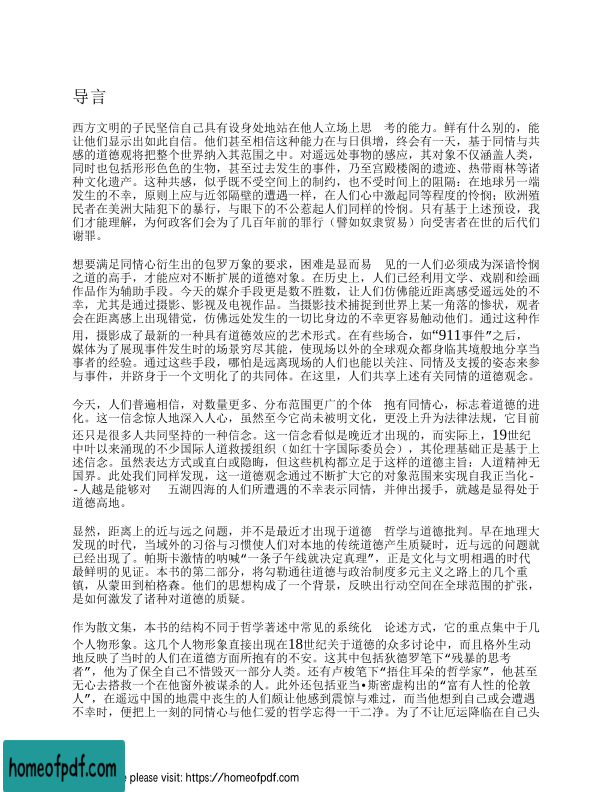 导言
西方文明的子民坚信自己具有设身处地站在他人立场上思　考的能力。鲜有什么别的，能
让他们显示出如此自信。他们甚至相信这种能力在与日俱增，终会有一天，基于同情与共
感的道德观将把整个世界纳入其范围之中。对遥远处事物的感应，其对象不仅涵盖人类，
同时也包括形形色色的生物，甚至过去发生的事件，乃至宫殿楼阁的遗迹、热带雨林等诸
种文化遗产。这种共感，似乎既不受空间上的制约，也不受时间上的阻隔：在地球另一端
发生的不幸，原则上应与近邻隔壁的遭遇一样，在人们心中激起同等程度的怜悯；欧洲殖
民者在美洲大陆犯下的暴行，与眼下的不公惹起人们同样的怜悯。只有基于上述预设，我
们才能理解，为何政客们会为了几百年前的罪行（譬如奴隶贸易）向受害者在世的后代们
谢罪。
想要满足同情心衍生出的包罗万象的要求，困难是显而易　见的一人们必须成为深谙怜悯
之道的高手，才能应对不断扩展的道德对象。在历史上，人们已经利用文学、戏剧和绘画
作品作为辅助手段。今天的媒介手段更是数不胜数，让人们仿佛能近距离感受遥远处的不
幸，尤其是通过摄影、影视及电视作品。当摄影技术捕捉到世界上某一角落的惨状，观者
会在距离感上出现错觉，仿佛远处发生的一切比身边的不幸更容易触动他们。通过这种作
用，摄影成了最新的一种具有道德效应的艺术形式。在有些场合，如“911事件”之后，
媒体为了展现事件发生时的场景穷尽其能，使现场以外的全球观众都身临其境般地分享当
事者的经验。通过这些手段，哪怕是远离现场的人们也能以关注、同情及支援的姿态来参
与事件，并跻身于一个文明化了的共同体。在这里，人们共享上述有关同情的道德观念。
今天，人们普遍相信，对数量更多、分布范围更广的个体　抱有同情心，标志着道德的进
化。这一信念惊人地深入人心，虽然至今它尚未被明文化，更没上升为法律法规，它目前
还只是很多人共同坚持的一种信念。这一信念看似是晚近才出现的，而实际上，19世纪
中叶以来涌现的不少国际人道救援组织（如红十字国际委员会），其伦理基础正是基于上
述信念。虽然表达方式或直白或隐晦，但这些机构都立足于这样的道德主旨：人道精神无
国界。此处我们同样发现，这一道德观念通过不断扩大它的对象范围来实现自我正当化-
-人越是能够对　　五湖四海的人们所遭遇的不幸表示同情，并伸出援手，就越是显得处于
道德高地。
显然，距离上的近与远之问题，并不是最近才出现于道德　哲学与道德批判。早在地理大
发现的时代，当域外的习俗与习惯使人们对本地的传统道德产生质疑时，近与远的问题就
已经出现了。帕斯卡激情的呐喊“一条子午线就决定真理”，正是文化与文明相遇的时代
最鲜明的见证。本书的第二部分，将勾勒通往道德与政治制度多元主义之路上的几个重
镇，从蒙田到柏格森。他们的思想构成了一个背景，反映出行动空间在全球范围的扩张，
是如何激发了诸种对道德的质疑。
作为散文集，本书的结构不同于哲学著述中常见的系统化　论述方式，它的重点集中于几
个人物形象。这几个人物形象直接出现在18世纪关于道德的众多讨论中，而且格外生动
地反映了当时的人们在道德方面所抱有的不安。这其中包括狄德罗笔下“残暴的思考
者”，他为了保全自己不惜毁灭一部分人类。还有卢梭笔下“捂住耳朵的哲学家”，他甚至
无心去搭救一个在他窗外被谋杀的人。此外还包括亚当•斯密虚构出的“富有人性的伦敦
人”，在遥远中国的地震中丧生的人们颇让他感到震惊与难过，而当他想到自己或会遭遇
不幸时，便把上一刻的同情心与他仁爱的哲学忘得一干二净。为了不让厄运降临在自己头
homeofpdf.com
e please visit: https://homeofpdf.com